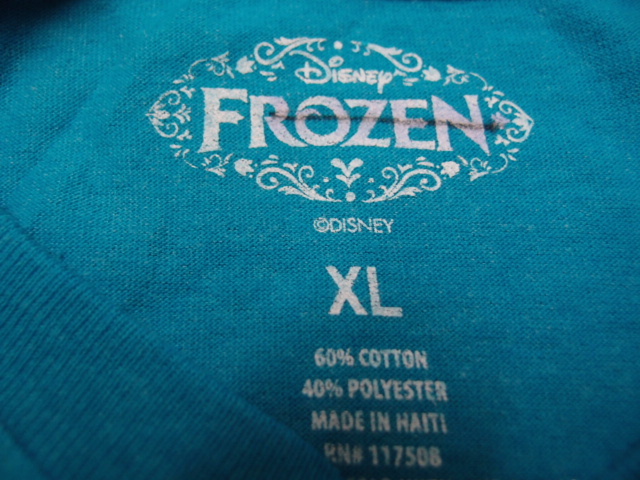 DISNEY
FROZEN
©DISNEY
XL
60% COTTON
40% POLYESTER
MADE IN HAITI
RN# 117508